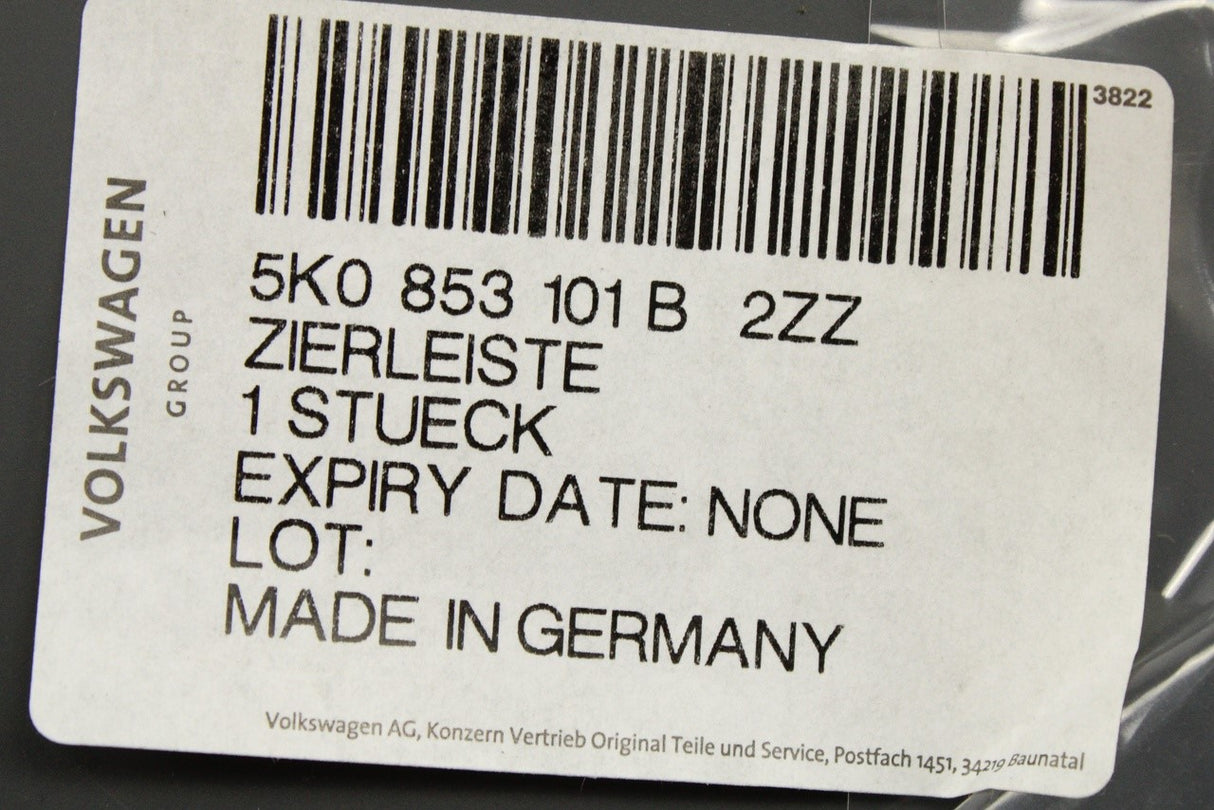 3822
VOLKSWAGEN
GROUP
5K0 853 101 B 2ZZ
ZIERLEISTE
1 STUECK
EXPIRY DATE: NONE
LOT:
MADE IN GERMANY
Volkswagen AG, Konzern Vertrieb Original Teile und Service, Postfach 1451, 34219 Baunatal